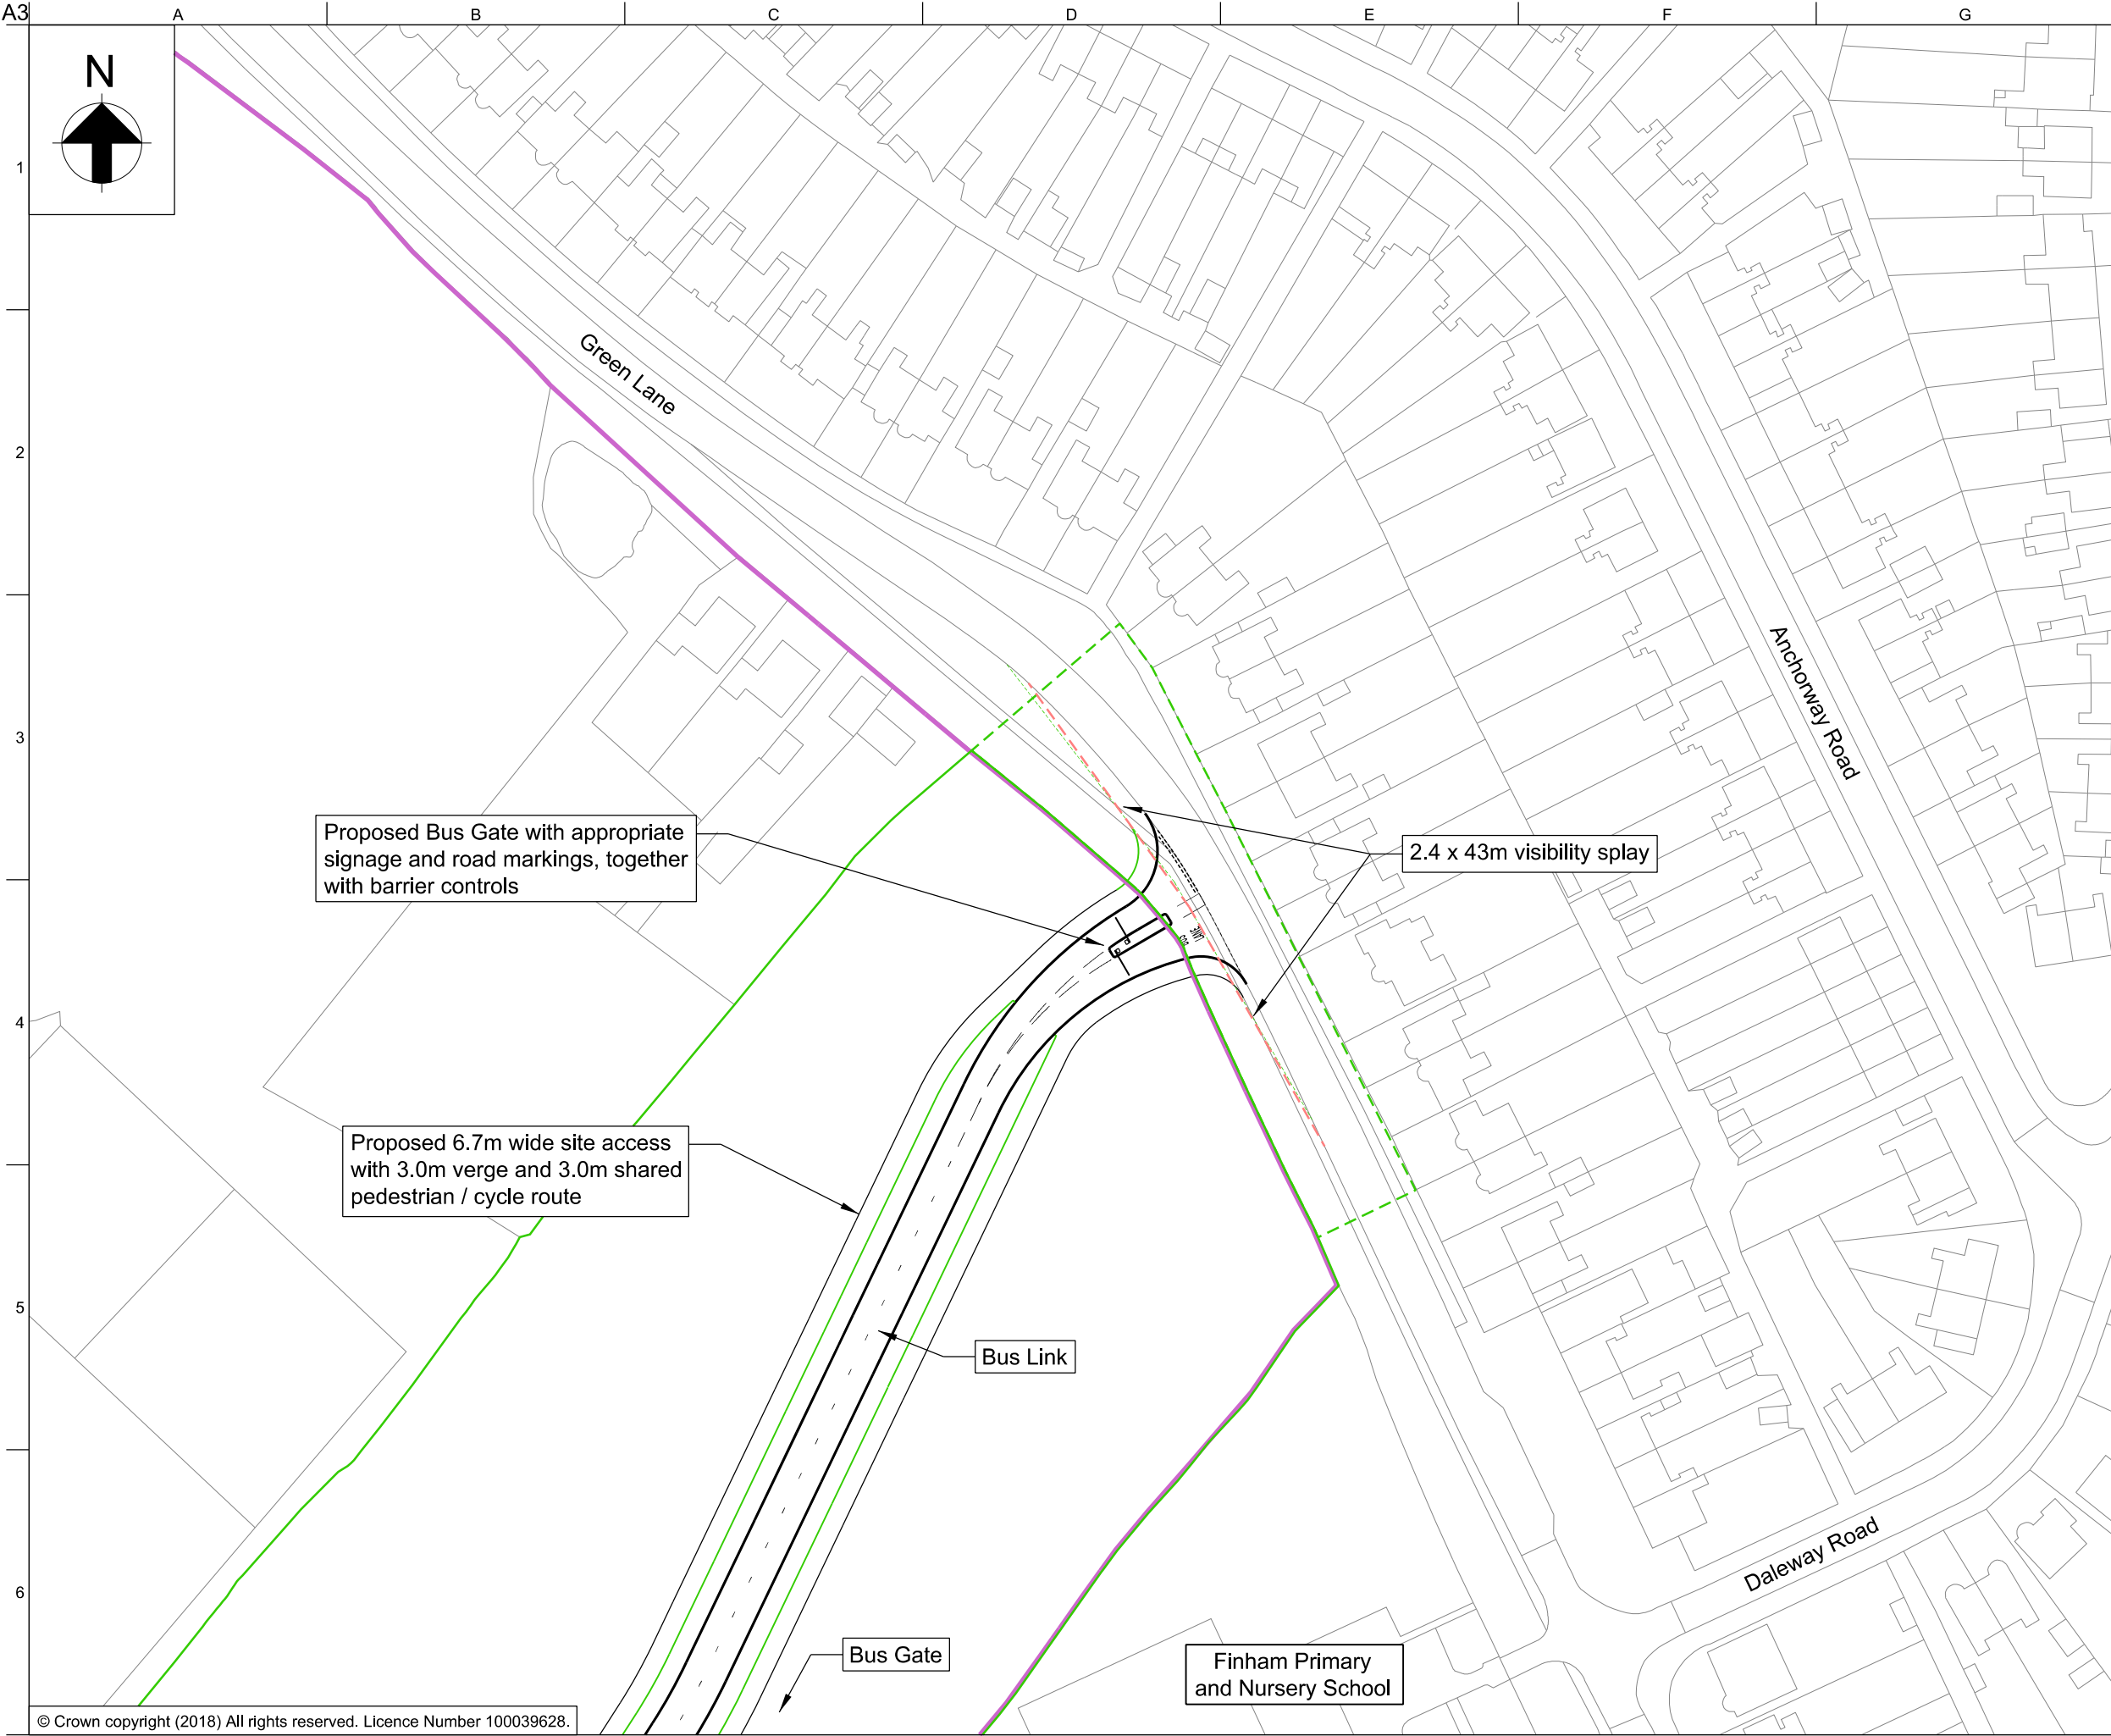 A3
A
B
C
D
E
F
G
N
1
2
3
4
5
6
Green Lane
Anchorway Road
Proposed Bus Gate with appropriate
signage and road markings, together
with barrier controls
2.4 x 43m visibility splay
BUS
LANE
Proposed 6.7m wide site access
with 3.0m verge and 3.0m shared
pedestrian / cycle route
Bus Link
Daleway Road
Bus Gate
Finham Primary
and Nursery School
© Crown copyright (2018) All rights reserved. Licence Number 100039628.